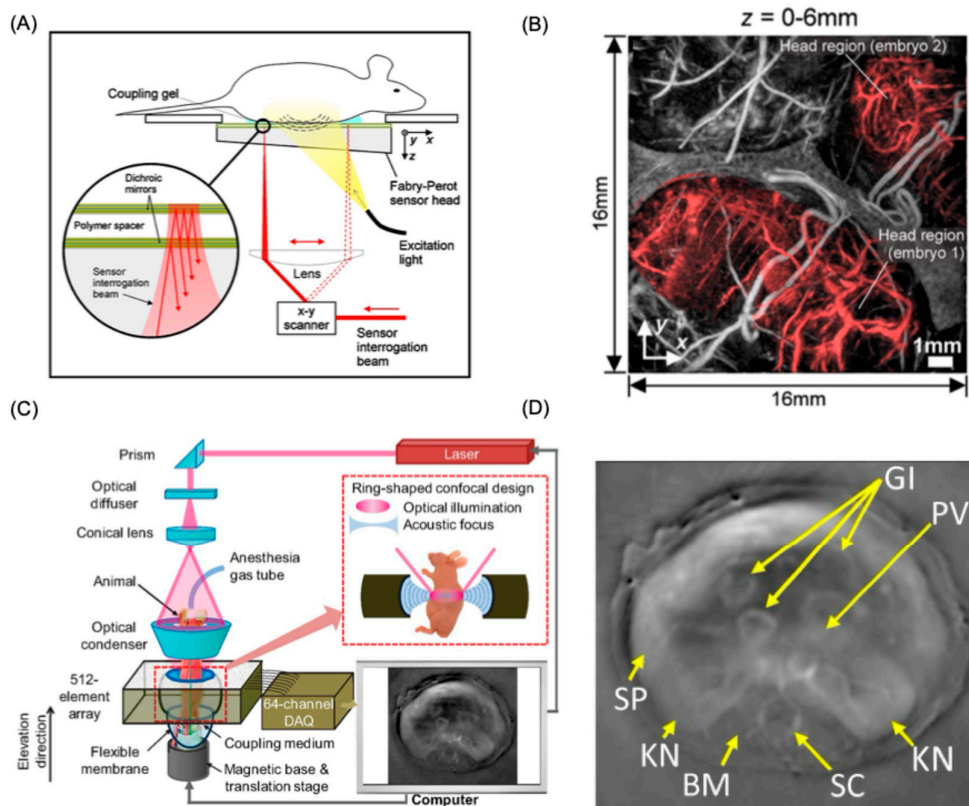 (A)
Coupling gel
y
x
z
Dichroic
mirrors
Polymer spacer
Sensor
interrogation
beam
Fabry-Perot
sensor head
Excitation
light
Lens
x-y
scanner
Sensor
interrogation
beam
(B)
z = 0-6mm
Head region (embryo 2)
16mm
Head region
(embryo 1)
y
x
1mm
16mm
(C)
Prism
Laser
Optical
diffuser
Ring-shaped confocal design
Optical illumination
Acoustic focus
Conical lens
Anesthesia
gas tube
Animal
Optical
condenser
512-
element
array
64-channel
DAQ
Elevation
direction
Flexible
membrane
Coupling medium
Magnetic base &
translation stage
Computer
(D)
GI
PV
SP
KN
BM
SC
KN